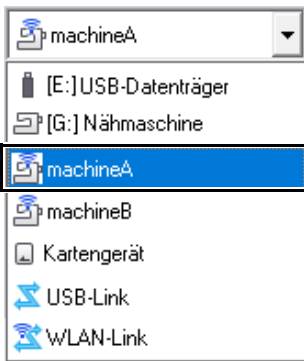 machineA
[E:]USB-Datenträger
[G:] Nähmaschine
machineA
machineB
Kartengerät
USB-Link
WLAN-Link